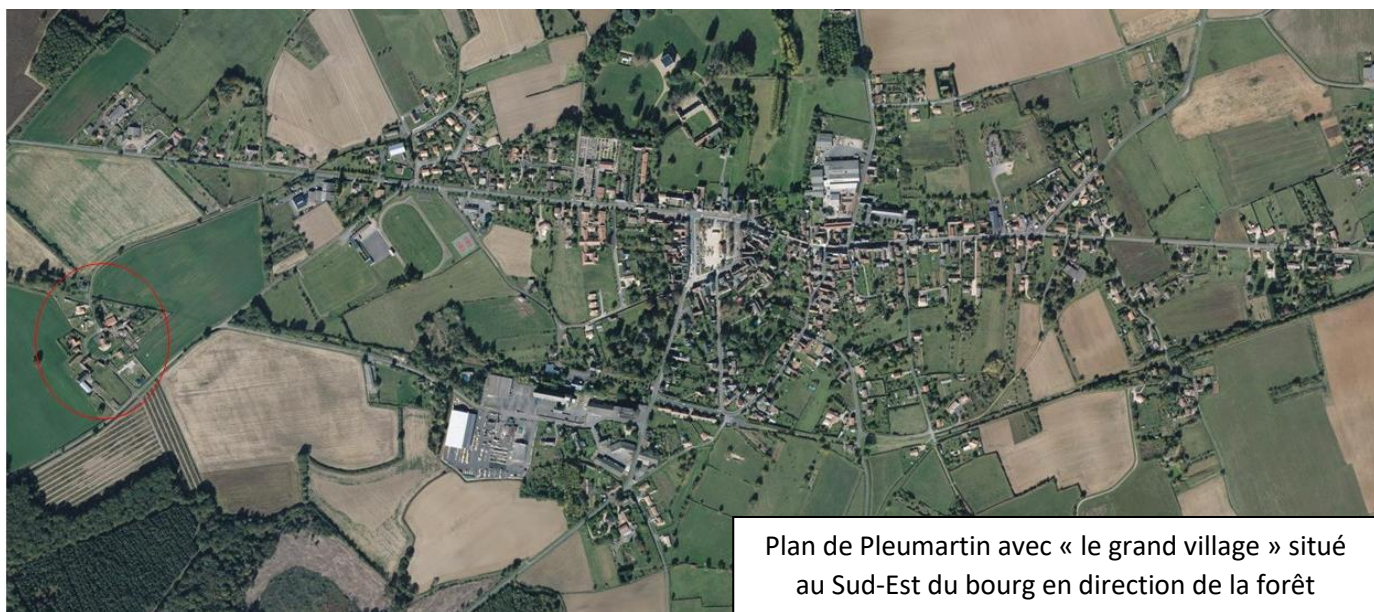 Plan de Pleumartin avec « le grand village » situé
au Sud-Est du bourg en direction de la forêt